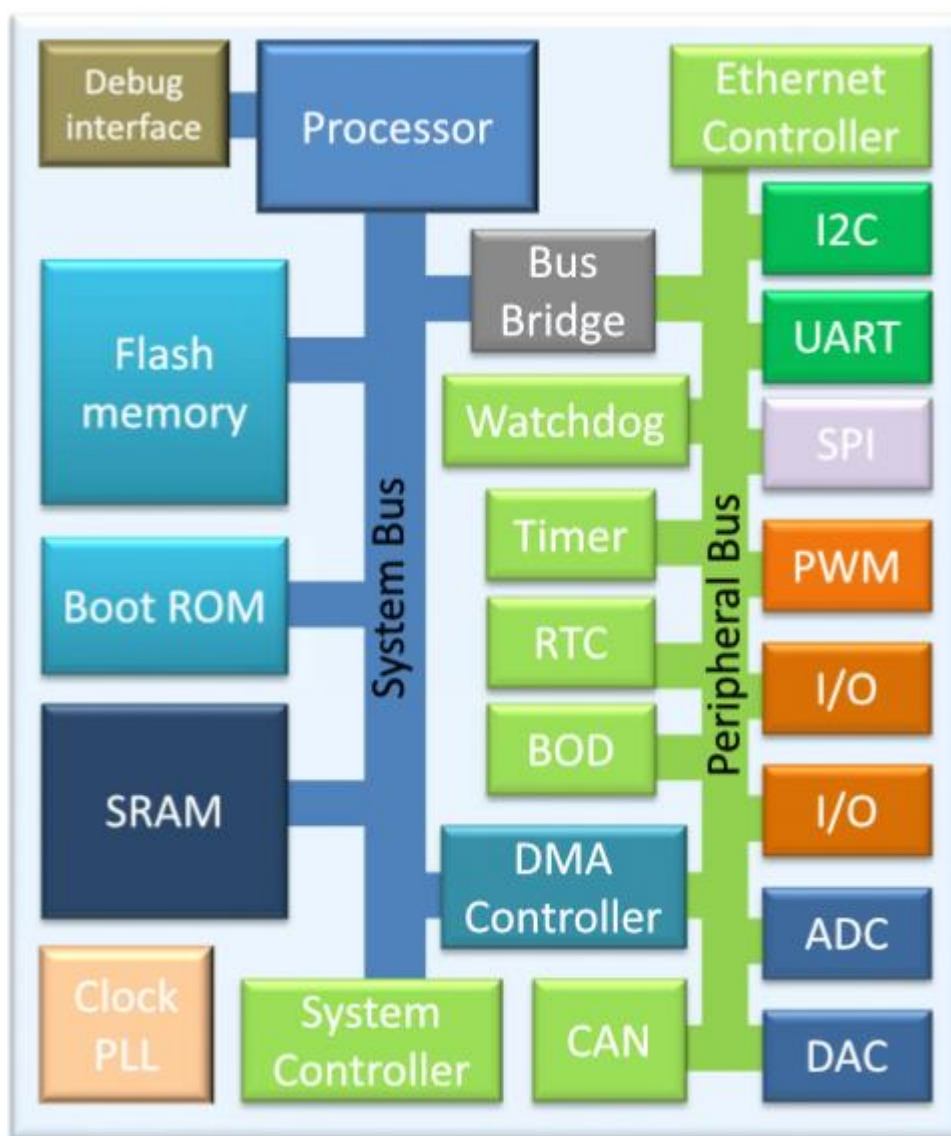 Debug
interface
Processor
Ethernet
Controller
I2C
Bus
Bridge
UART
Flash
memory
Watchdog
SPI
System Bus
Peripheral Bus
Timer
PWM
Boot ROM
RTC
I/O
BOD
SRAM
I/O
DMA
Controller
ADC
Clock
PLL
System
Controller
CAN
DAC